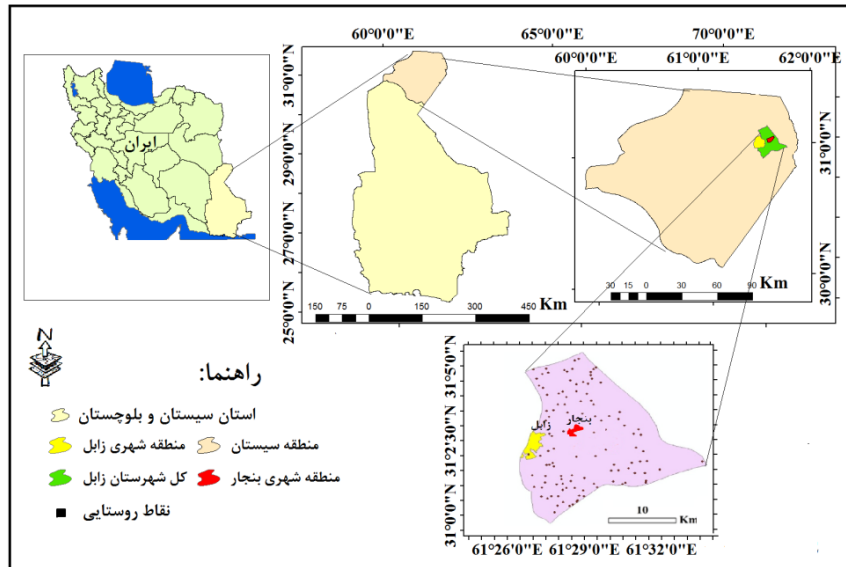 60°0'0"E 65°0'0"E 70°0'0"E
60°0'0"E 61°0'0"E 62°0'0"E
ایران
31°0'0"N
29°0'0"N
27°0'0"N
25°0'0"N
31°0'0"N
30°0'0"N
150 75 0 150 300 450 Km
30 15 0 30 60 90 Km
N
راهنما:
استان سیستان و بلوچستان
منطقه سیستان
منطقه شهری زابل
منطقه شهری بنجار
کل شهرستان زابل
نقاط روستایی
31°5'0"N
31°2'30"N
31°0'0"N
زابل
بنجار
10
Km
61°26'0"E 61°29'0"E 61°32'0"E